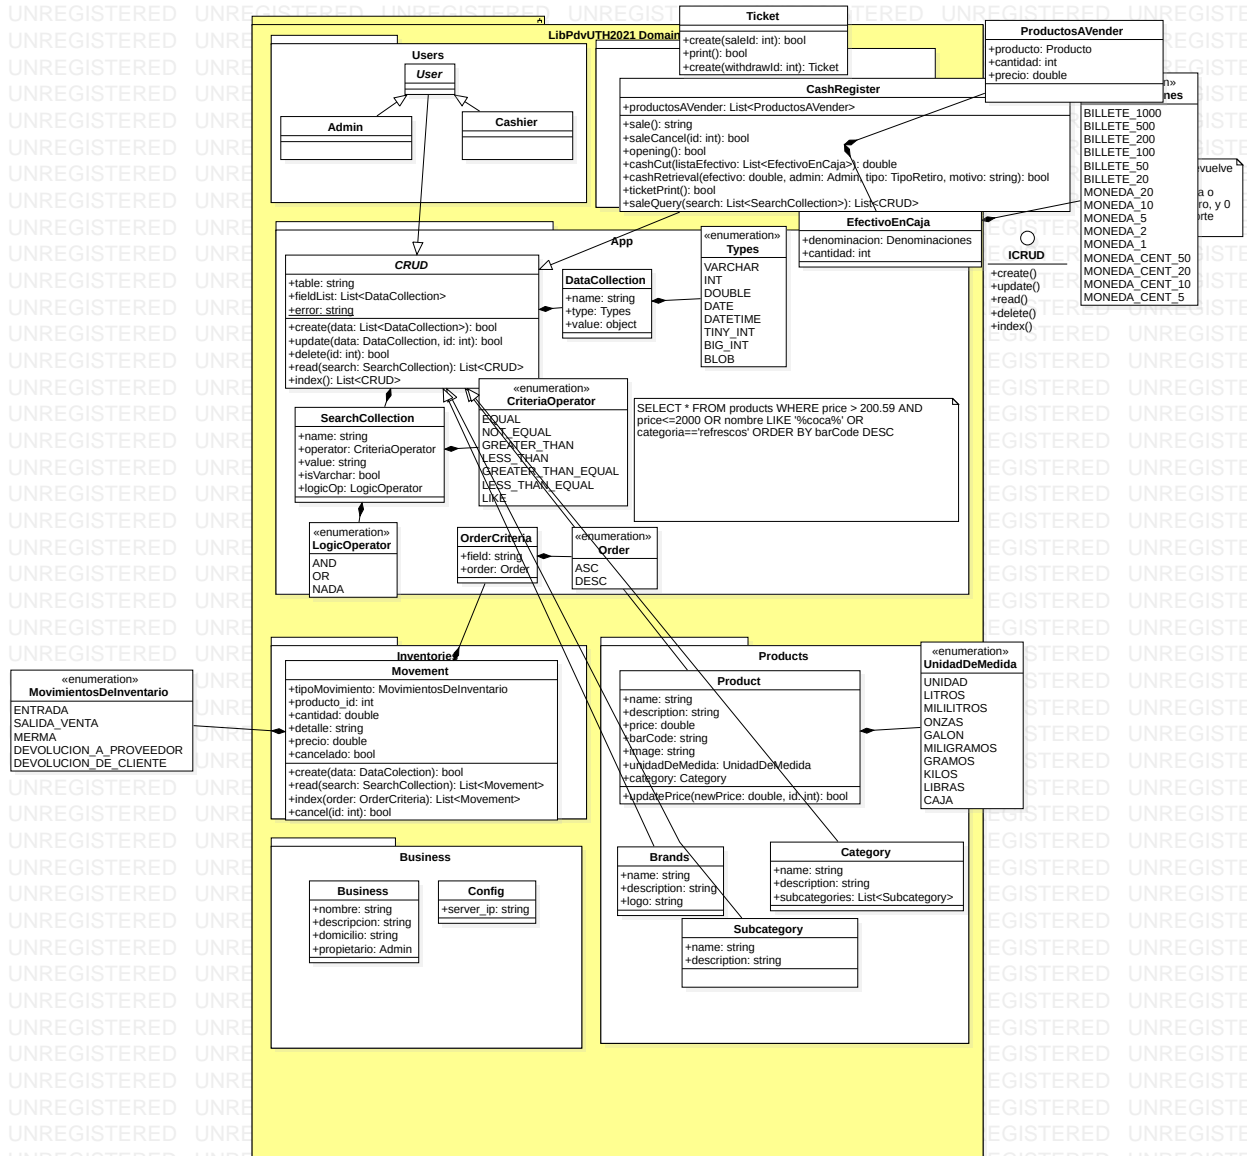 LibPdvUTH2021 Domain
Users
User
Admin
Cashier
Ticket
+create(saleId: int): bool
+print(): bool
+create(withdrawId: int): Ticket
CashRegister
+productosAVender: List<ProductosAVender>
+sale(): string
+saleCancel(id: int): bool
+opening(): bool
+cashCut(listaEfectivo: List<EfectivoEnCaja>): double
+cashRetrieval(efectivo: double, admin: Admin, tipo: TipoRetiro, motivo: string): bool
+ticketPrint(): bool
+saleQuery(search: List<SearchCollection>): List<CRUD>
ProductosAVender
+producto: Producto
+cantidad: int
+precio: double
n»
nes
BILLETE_1000
BILLETE_500
BILLETE_200
BILLETE_100
BILLETE_50
BILLETE_20
MONEDA_20
MONEDA_10
MONEDA_5
MONEDA_2
MONEDA_1
MONEDA_CENT_50
MONEDA_CENT_20
MONEDA_CENT_10
MONEDA_CENT_5
vuelve
a o
ro, y 0
orte
EfectivoEnCaja
+denominacion: Denominaciones
+cantidad: int
ICRUD
+create()
+update()
+read()
+delete()
+index()
App
CRUD
+table: string
+fieldList: List<DataCollection>
+error: string
+create(data: List<DataCollection>): bool
+update(data: DataCollection, id: int): bool
+delete(id: int): bool
+read(search: SearchCollection): List<CRUD>
+index(): List<CRUD>
DataCollection
+name: string
+type: Types
+value: object
«enumeration»
Types
VARCHAR
INT
DOUBLE
DATE
DATETIME
TINY_INT
BIG_INT
BLOB
SearchCollection
+name: string
+operator: CriteriaOperator
+value: string
+isVarchar: bool
+logicOp: LogicOperator
«enumeration»
CriteriaOperator
EQUAL
NOT_EQUAL
GREATER_THAN
LESS_THAN
GREATER_THAN_EQUAL
LESS_THAN_EQUAL
LIKE
SELECT * FROM products WHERE price > 200.59 AND
price<=2000 OR nombre LIKE '%coca%' OR
categoria=='refrescos' ORDER BY barCode DESC
«enumeration»
LogicOperator
AND
OR
NADA
OrderCriteria
+field: string
+order: Order
«enumeration»
Order
ASC
DESC
«enumeration»
MovimientosDeInventario
ENTRADA
SALIDA_VENTA
MERMA
DEVOLUCION_A_PROVEEDOR
DEVOLUCION_DE_CLIENTE
Inventorie
Movement
+tipoMovimiento: MovimientosDeInventario
+producto_id: int
+cantidad: double
+detalle: string
+precio: double
+cancelado: bool
+create(data: DataColection): bool
+read(search: SearchCollection): List<Movement>
+index(order: OrderCriteria): List<Movement>
+cancel(id: int): bool
Products
Product
+name: string
+description: string
+price: double
+barCode: string
+image: string
+unidadDeMedida: UnidadDeMedida
+category: Category
+updatePrice(newPrice: double, id: int): bool
«enumeration»
UnidadDeMedida
UNIDAD
LITROS
MILILITROS
ONZAS
GALON
MILIGRAMOS
GRAMOS
KILOS
LIBRAS
CAJA
Brands
+name: string
+description: string
+logo: string
Category
+name: string
+description: string
+subcategories: List<Subcategory>
Subcategory
+name: string
+description: string
Business
Business
+nombre: string
+descripcion: string
+domicilio: string
+propietario: Admin
Config
+server_ip: string